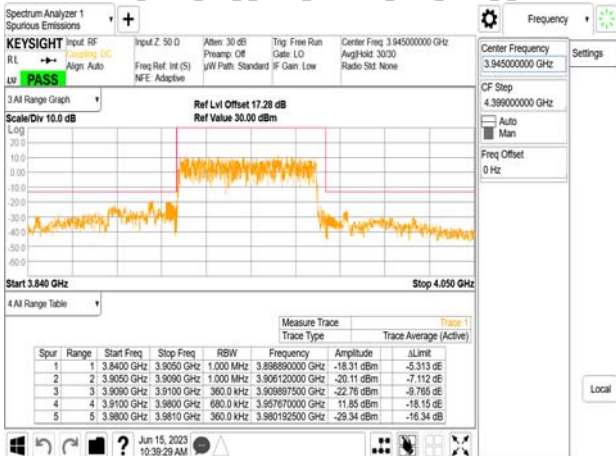 Spectrum Analyzer 1
Spurious Emissions
+
Frequency
KEYSIGHT Input: RF Input Z: 50 Ω Atten: 30 dB Trig: Free Run Center Freq: 3.945000000 GHz
RL Coupling: DC Preamp: Off Gate: LO Avg|Hold: 30/30
Align: Auto Freq Ref: Int (S) µW Path: Standard IF Gain: Low Radio Std: None
LV PASS NFE: Adaptive
Center Frequency
3.945000000 GHz
Settings
CF Step
4.399000000 GHz
Auto
Man
Freq Offset
0 Hz
Local
3 All Range Graph
Ref Lvl Offset 17.28 dB
Scale/Div 10.0 dB Ref Value 30.00 dBm
Log
20.0
10.0
0.00
-10.0
-20.0
-30.0
-40.0
-50.0
-60.0
Start 3.840 GHz Stop 4.050 GHz
4 All Range Table
Measure Trace Trace 1
Trace Type Trace Average (Active)
Spur Range Start Freq Stop Freq RBW Frequency Amplitude ΔLimit
1 1 3.8400 GHz 3.9050 GHz 1.000 MHz 3.898890000 GHz -18.31 dBm -5.313 dB
2 2 3.9050 GHz 3.9090 GHz 1.000 MHz 3.906120000 GHz -20.11 dBm -7.112 dB
3 3 3.9090 GHz 3.9100 GHz 360.0 kHz 3.909897500 GHz -22.76 dBm -9.765 dB
4 4 3.9100 GHz 3.9800 GHz 680.0 kHz 3.957670000 GHz 11.85 dBm -18.15 dB
5 5 3.9800 GHz 3.9810 GHz 360.0 kHz 3.980192500 GHz -29.34 dBm -16.34 dB
? Jun 15, 2023
10:39:29 AM